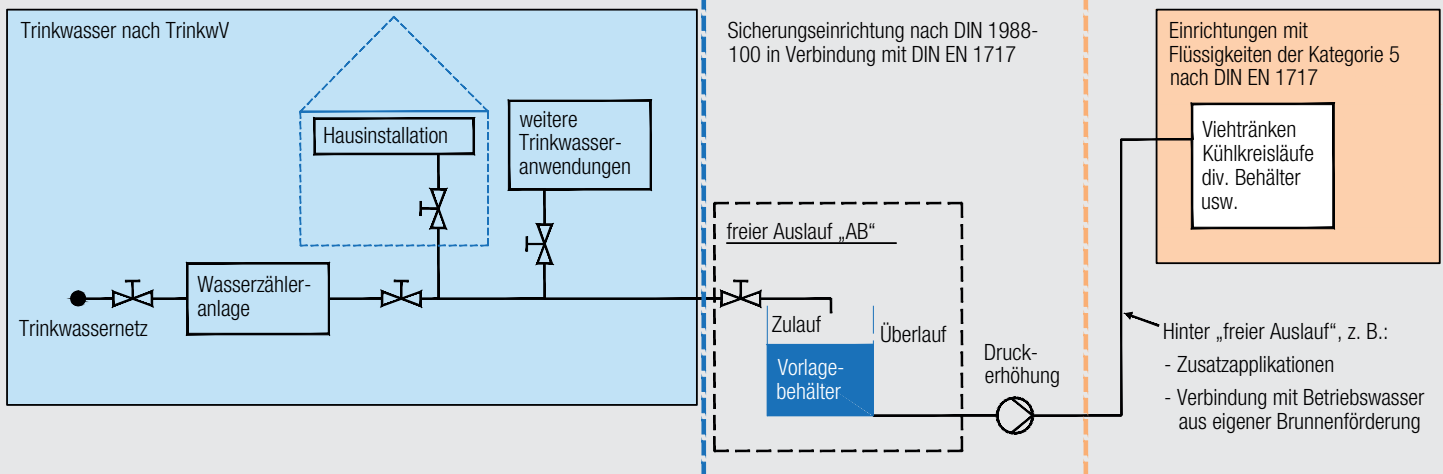 Trinkwasser nach TrinkwV
Hausinstallation
weitere
Trinkwasser-
anwendungen
Wasserzähler-
anlage
Trinkwassernetz
Sicherungseinrichtung nach DIN 1988-
100 in Verbindung mit DIN EN 1717
freier Auslauf „AB“
Zulauf
Überlauf
Vorlage-
behälter
Druck-
erhöhung
Einrichtungen mit
Flüssigkeiten der Kategorie 5
nach DIN EN 1717
Viehtränken
Kühlkreisläufe
div. Behälter
usw.
Hinter „freier Auslauf“, z. B.:
- Zusatzapplikationen
- Verbindung mit Betriebswasser
aus eigener Brunnenförderung